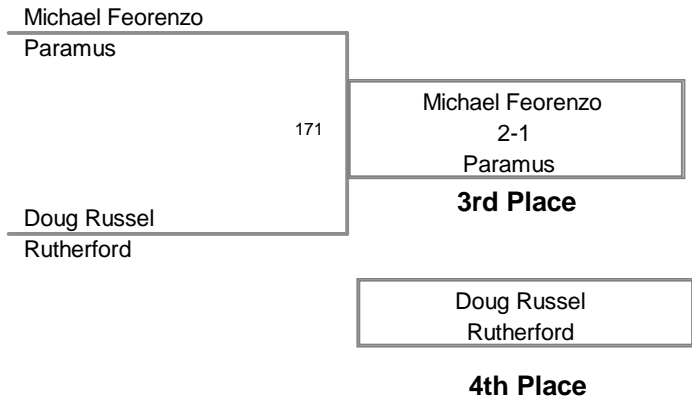 Michael Feorenzo
Paramus
171
Michael Feorenzo
2-1
Paramus
3rd Place
Doug Russel
Rutherford
Doug Russel
Rutherford
4th Place